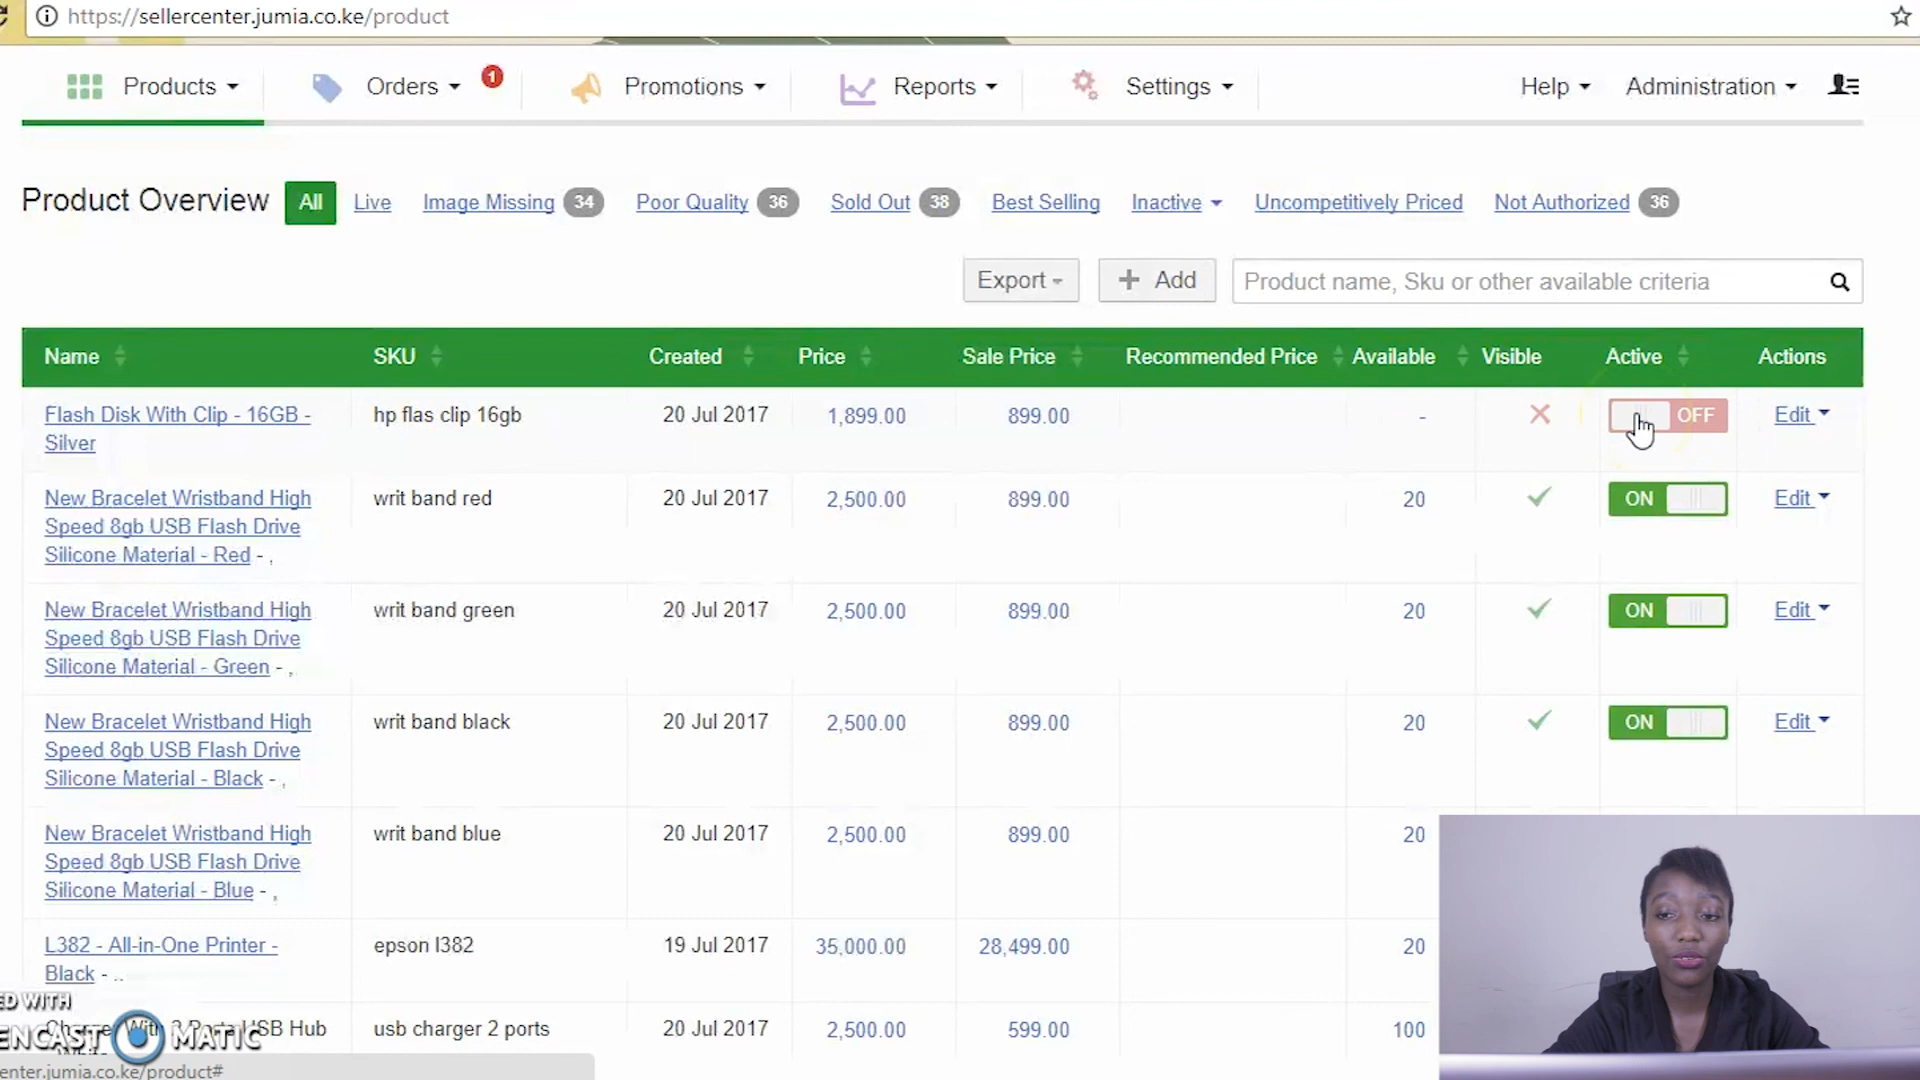 https://sellercenter.jumia.co.ke/product
Products Orders 1 Promotions Reports Settings Help Administration
Product Overview All Live Image Missing 34 Poor Quality 36 Sold Out 38 Best Selling Inactive Uncompetitively Priced Not Authorized 36
Export + Add Product name, Sku or other available criteria
Name SKU Created Price Sale Price Recommended Price Available Visible Active Actions
Flash Disk With Clip - 16GB - hp flas clip 16gb 20 Jul 2017 1,899.00 899.00 - OFF Edit
Silver
New Bracelet Wristband High writ band red 20 Jul 2017 2,500.00 899.00 20 ON Edit
Speed 8gb USB Flash Drive
Silicone Material - Red - ,
New Bracelet Wristband High writ band green 20 Jul 2017 2,500.00 899.00 20 ON Edit
Speed 8gb USB Flash Drive
Silicone Material - Green - ,
New Bracelet Wristband High writ band black 20 Jul 2017 2,500.00 899.00 20 ON Edit
Speed 8gb USB Flash Drive
Silicone Material - Black - ,
New Bracelet Wristband High writ band blue 20 Jul 2017 2,500.00 899.00 20
Speed 8gb USB Flash Drive
Silicone Material - Blue - ,
L382 - All-in-One Printer - epson l382 19 Jul 2017 35,000.00 28,499.00 20
Black - ..
ED WITH
USB Hub usb charger 2 ports 20 Jul 2017 2,500.00 599.00 100
ENCAST MATIC
enter.jumia.co.ke/product#